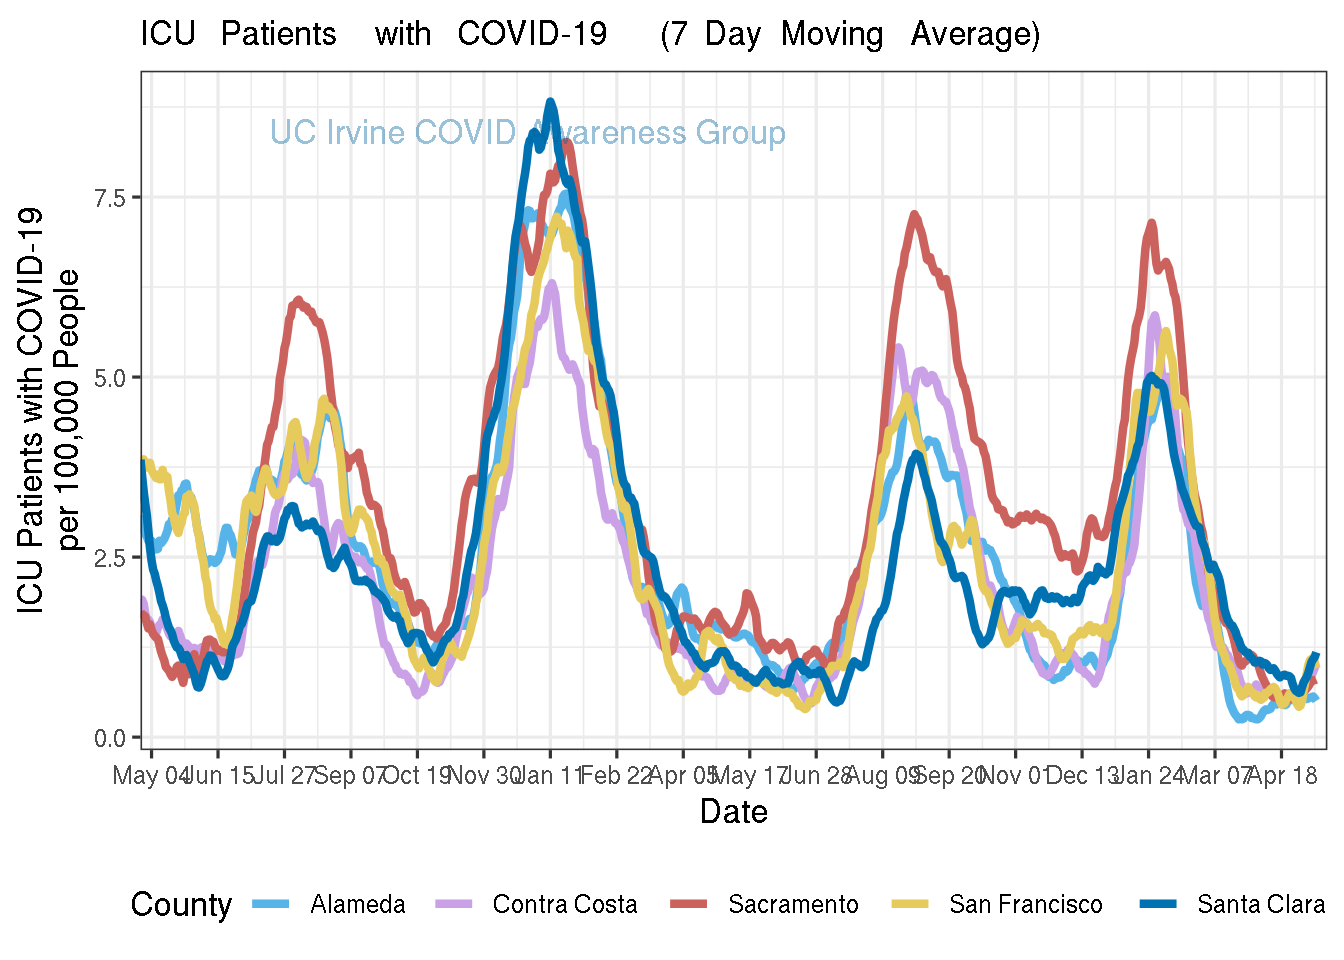 ICU Patients with COVID-19 (7 Day Moving Average)
UC Irvine COVID Awareness Group
ICU Patients with COVID-19
per 100,000 People
7.5
5.0
2.5
0.0
May 04 Jun 15 Jul 27 Sep 07 Oct 19 Nov 30 Jan 11 Feb 22 Apr 05 May 17 Jun 28 Aug 09 Sep 20 Nov 01 Dec 13 Jan 24 Mar 07 Apr 18
Date
County Alameda Contra Costa Sacramento San Francisco Santa Clara